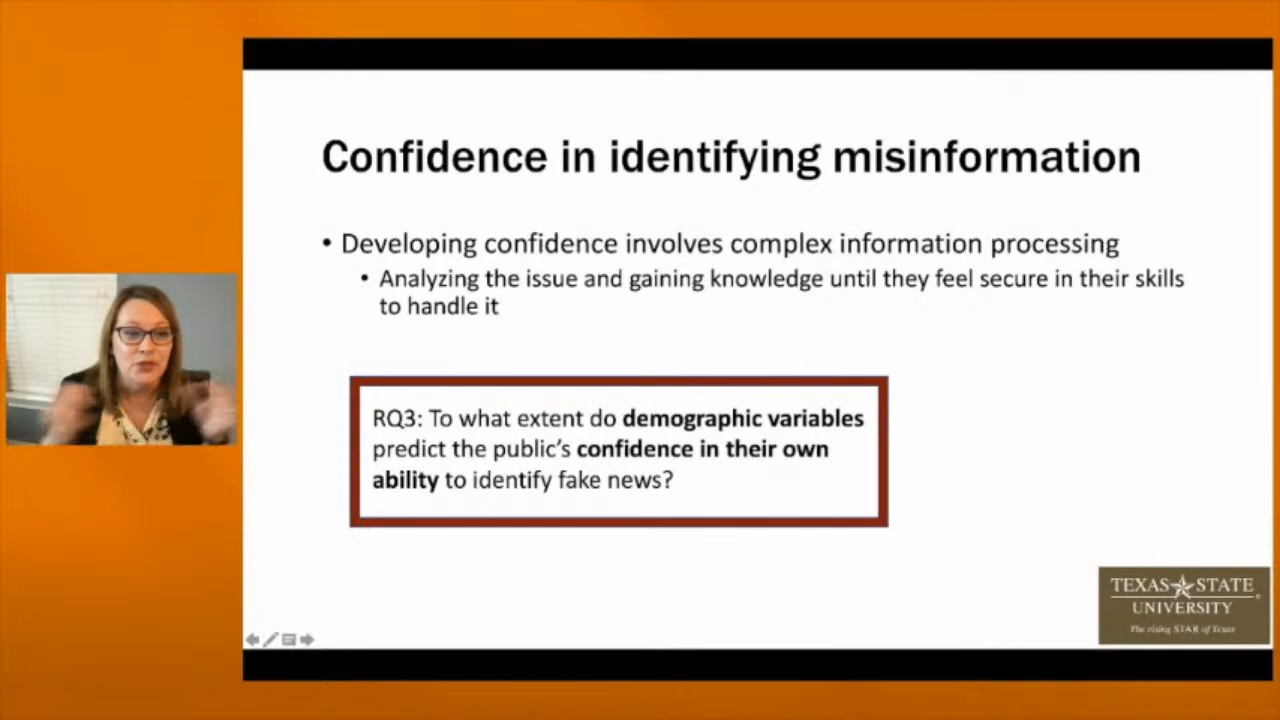 Confidence in identifying misinformation
• Developing confidence involves complex information processing
• Analyzing the issue and gaining knowledge until they feel secure in their skills
to handle it
RQ3: To what extent do demographic variables
predict the public's confidence in their own
ability to identify fake news?
TEXAS STATE
UNIVERSITY
The rising STAR of Texas